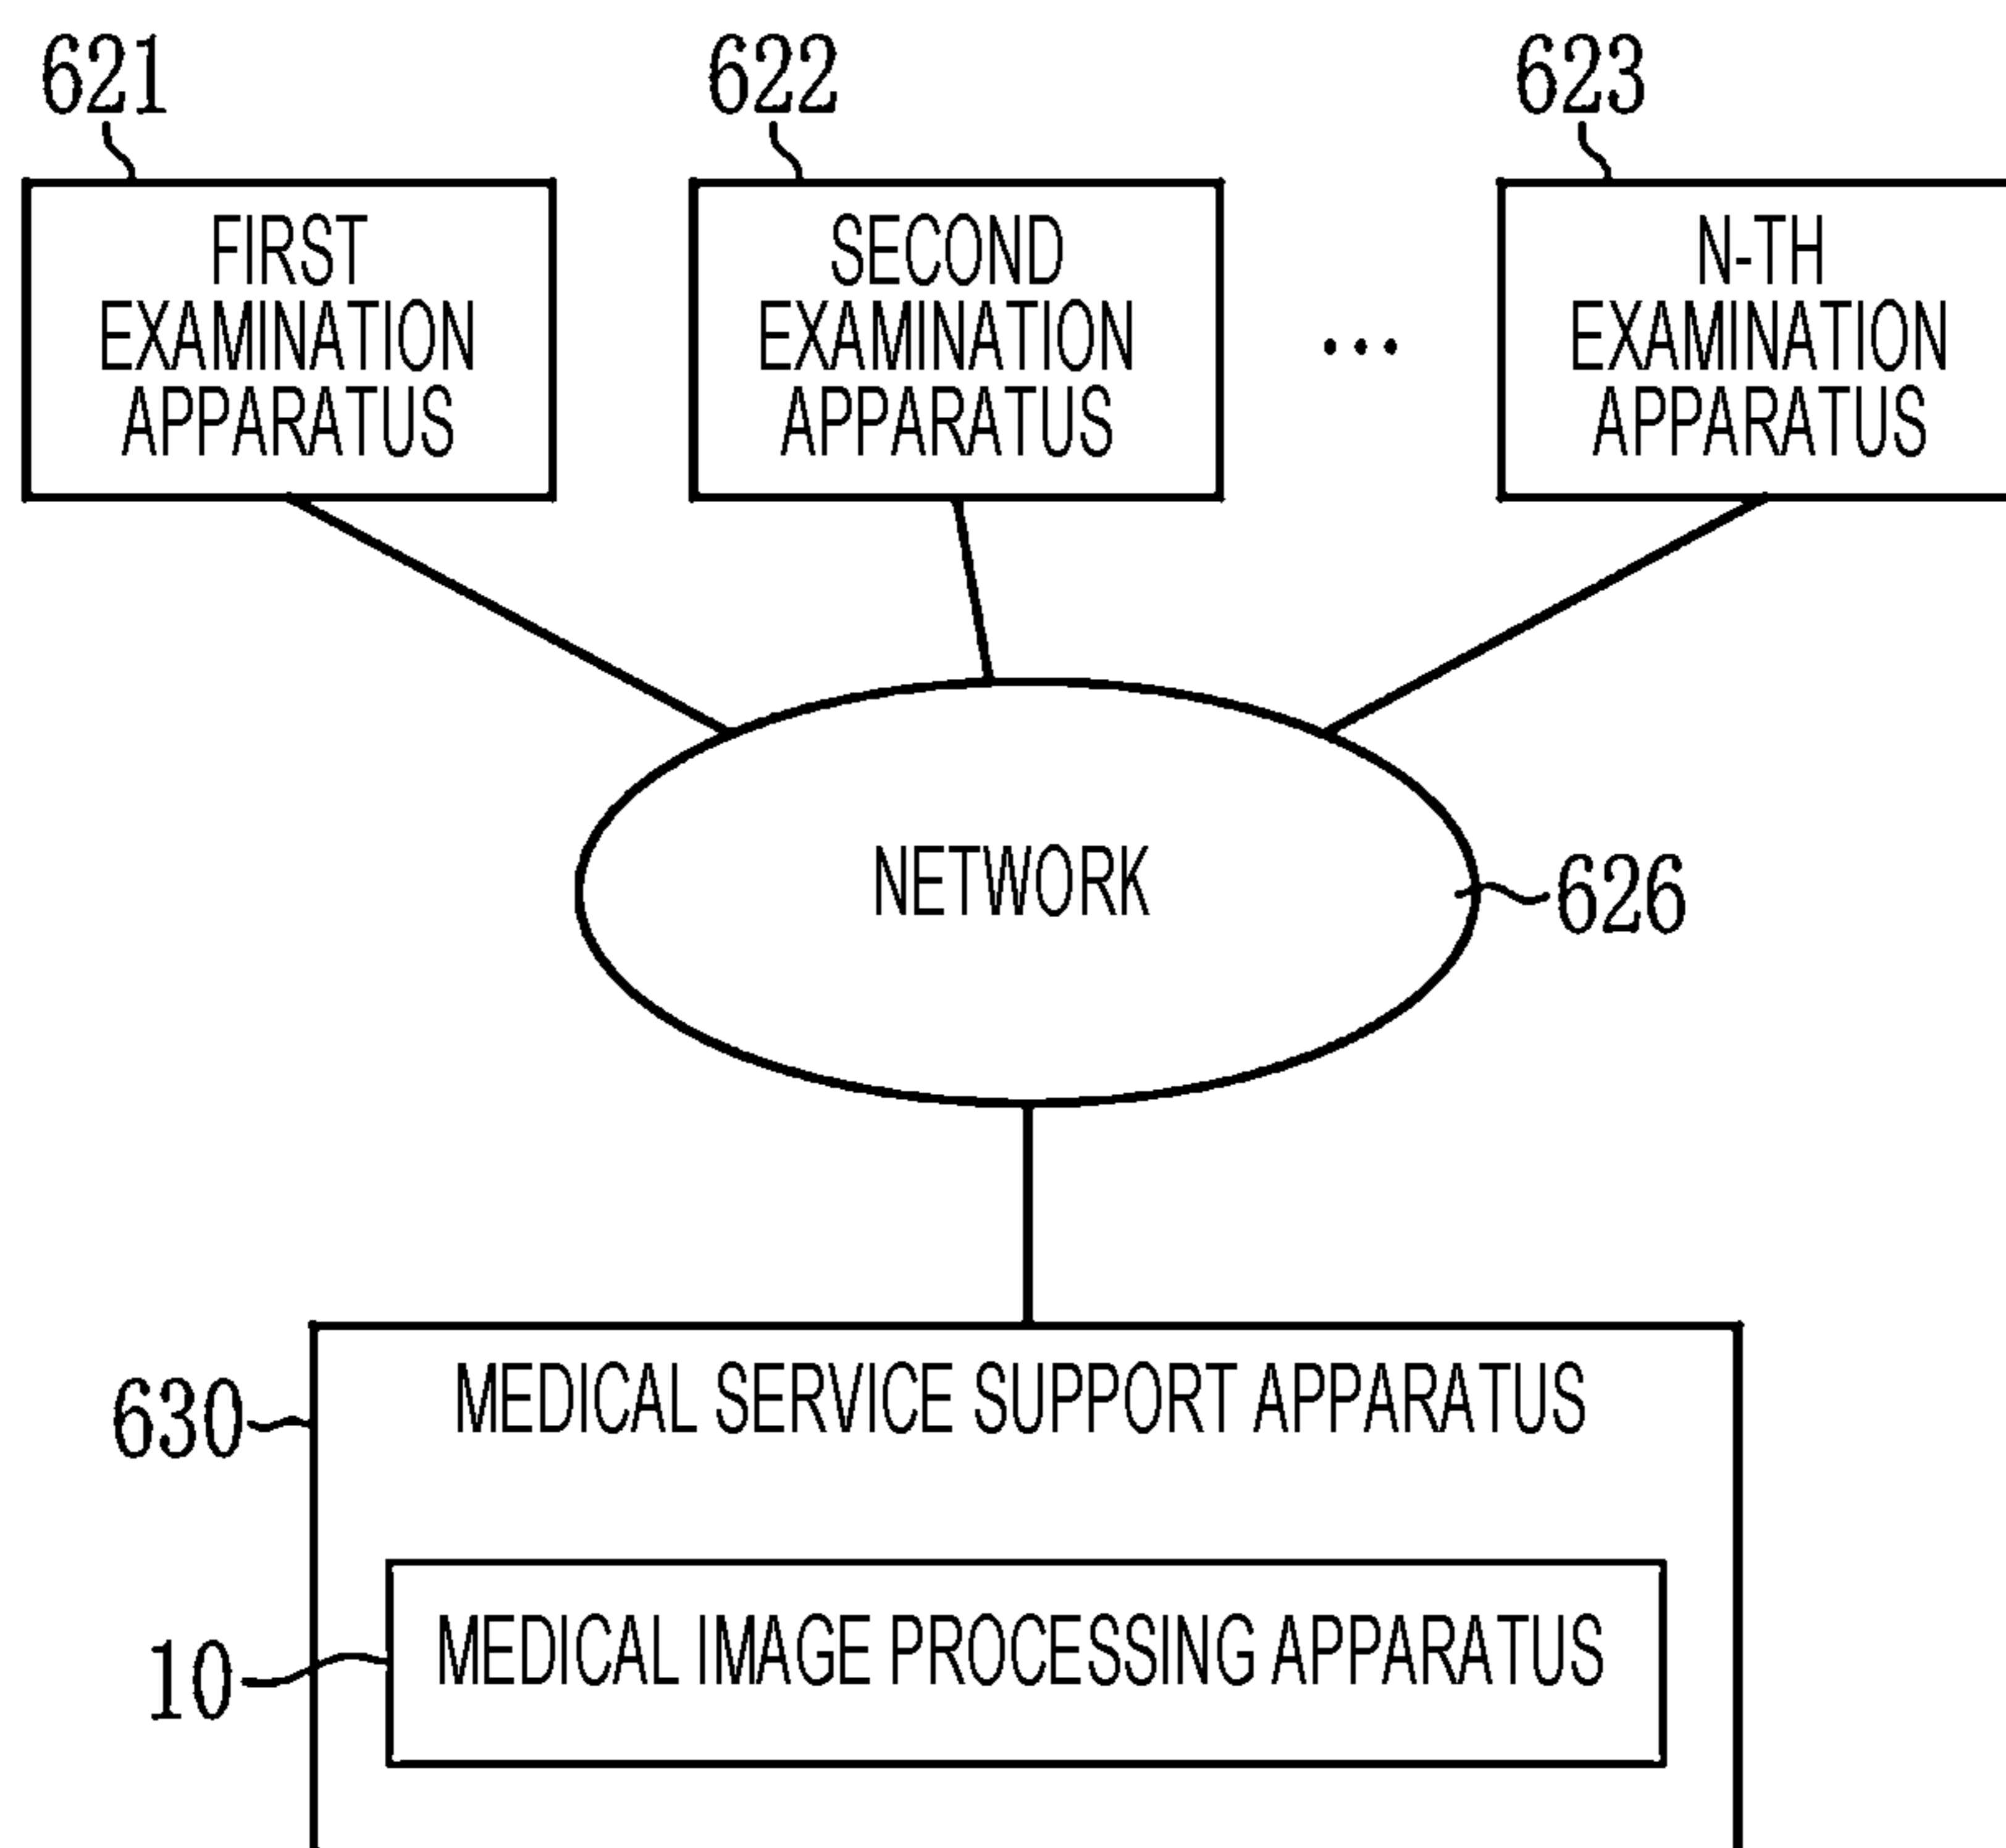 621
622
623
FIRST
EXAMINATION
APPARATUS
SECOND
EXAMINATION
APPARATUS
...
N-TH
EXAMINATION
APPARATUS
NETWORK
626
630
MEDICAL SERVICE SUPPORT APPARATUS
10
MEDICAL IMAGE PROCESSING APPARATUS